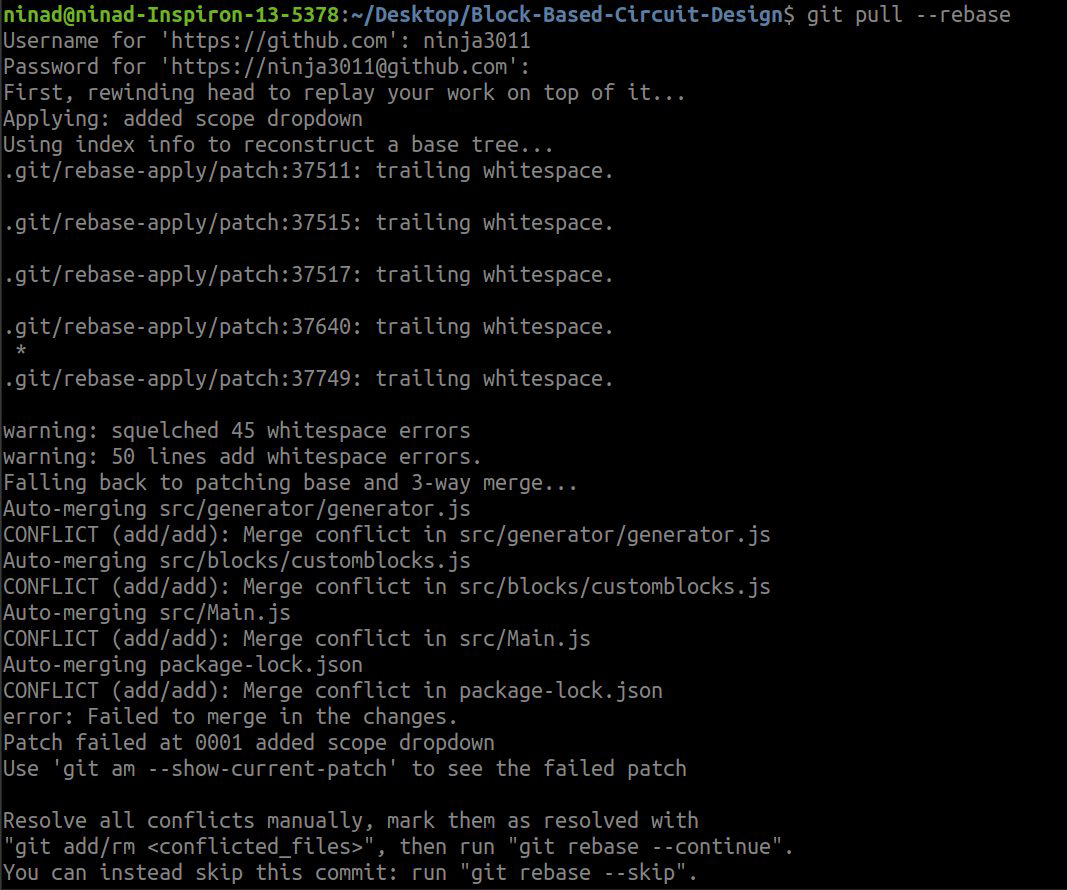 ninad@ninad-Inspiron-13-5378:~/Desktop/Block-Based-Circuit-Design$ git pull --rebase
Username for 'https://github.com': ninja3011
Password for 'https://ninja3011@github.com':
First, rewinding head to replay your work on top of it...
Applying: added scope dropdown
Using index info to reconstruct a base tree...
.git/rebase-apply/patch:37511: trailing whitespace.

.git/rebase-apply/patch:37515: trailing whitespace.

.git/rebase-apply/patch:37517: trailing whitespace.

.git/rebase-apply/patch:37640: trailing whitespace.
 *
.git/rebase-apply/patch:37749: trailing whitespace.

warning: squelched 45 whitespace errors
warning: 50 lines add whitespace errors.
Falling back to patching base and 3-way merge...
Auto-merging src/generator/generator.js
CONFLICT (add/add): Merge conflict in src/generator/generator.js
Auto-merging src/blocks/customblocks.js
CONFLICT (add/add): Merge conflict in src/blocks/customblocks.js
Auto-merging src/Main.js
CONFLICT (add/add): Merge conflict in src/Main.js
Auto-merging package-lock.json
CONFLICT (add/add): Merge conflict in package-lock.json
error: Failed to merge in the changes.
Patch failed at 0001 added scope dropdown
Use 'git am --show-current-patch' to see the failed patch

Resolve all conflicts manually, mark them as resolved with
"git add/rm <conflicted_files>", then run "git rebase --continue".
You can instead skip this commit: run "git rebase --skip".